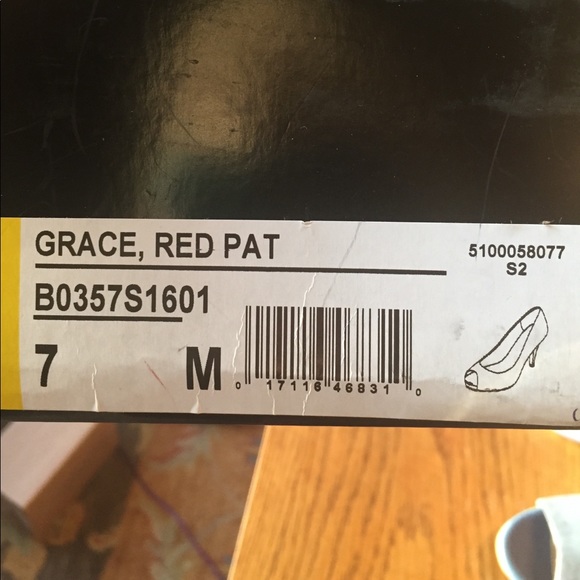 GRACE, RED PAT
5100058077
S2
B0357S1601
7 M
0 17116 46831 0